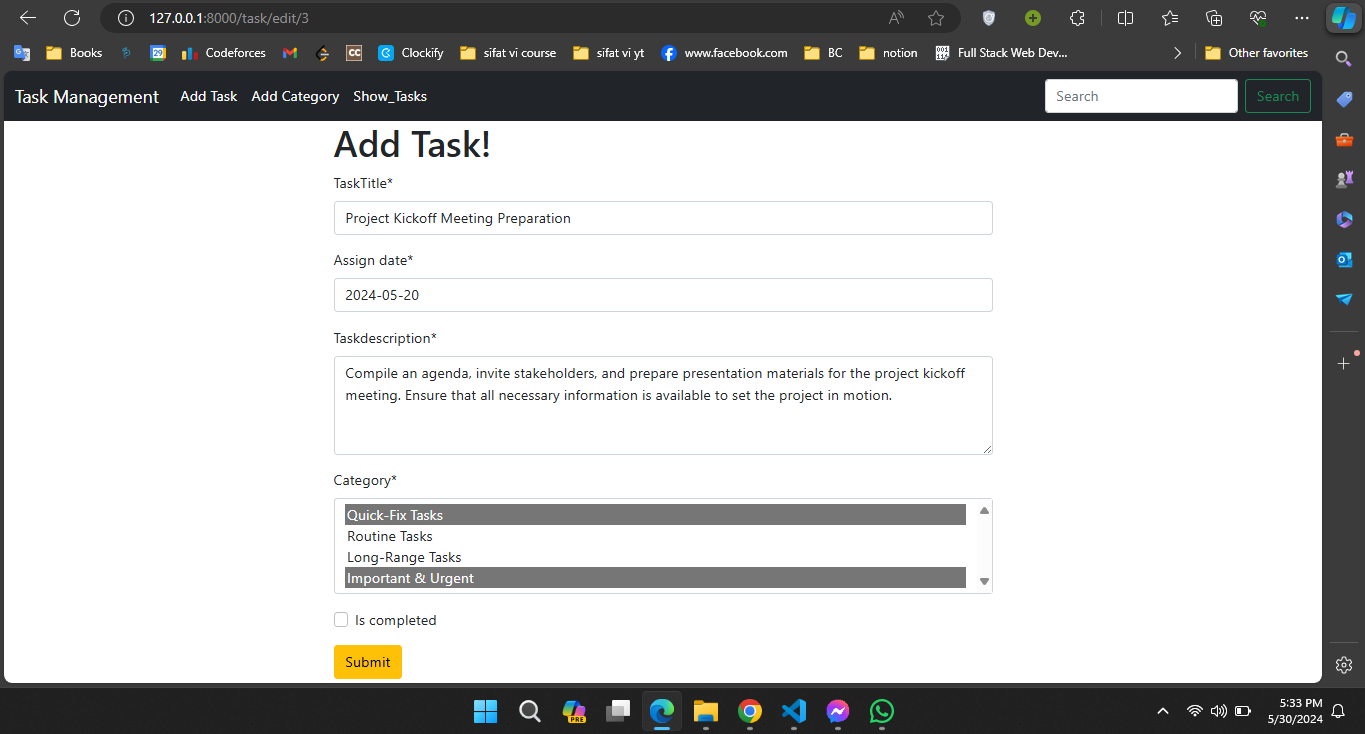 127.0.0.1:8000/task/edit/3
Books
Codeforces
CC
Clockify
sifat vi course
sifat vi yt
www.facebook.com
BC
notion
Full Stack Web Dev...
Other favorites
Task Management
Add Task
Add Category
Show_Tasks
Search
Search
Add Task!
TaskTitle*
Project Kickoff Meeting Preparation
Assign date*
2024-05-20
Taskdescription*
Compile an agenda, invite stakeholders, and prepare presentation materials for the project kickoff
meeting. Ensure that all necessary information is available to set the project in motion.
Category*
Quick-Fix Tasks
Routine Tasks
Long-Range Tasks
Important & Urgent
Is completed
Submit
PRE
5:33 PM
5/30/2024